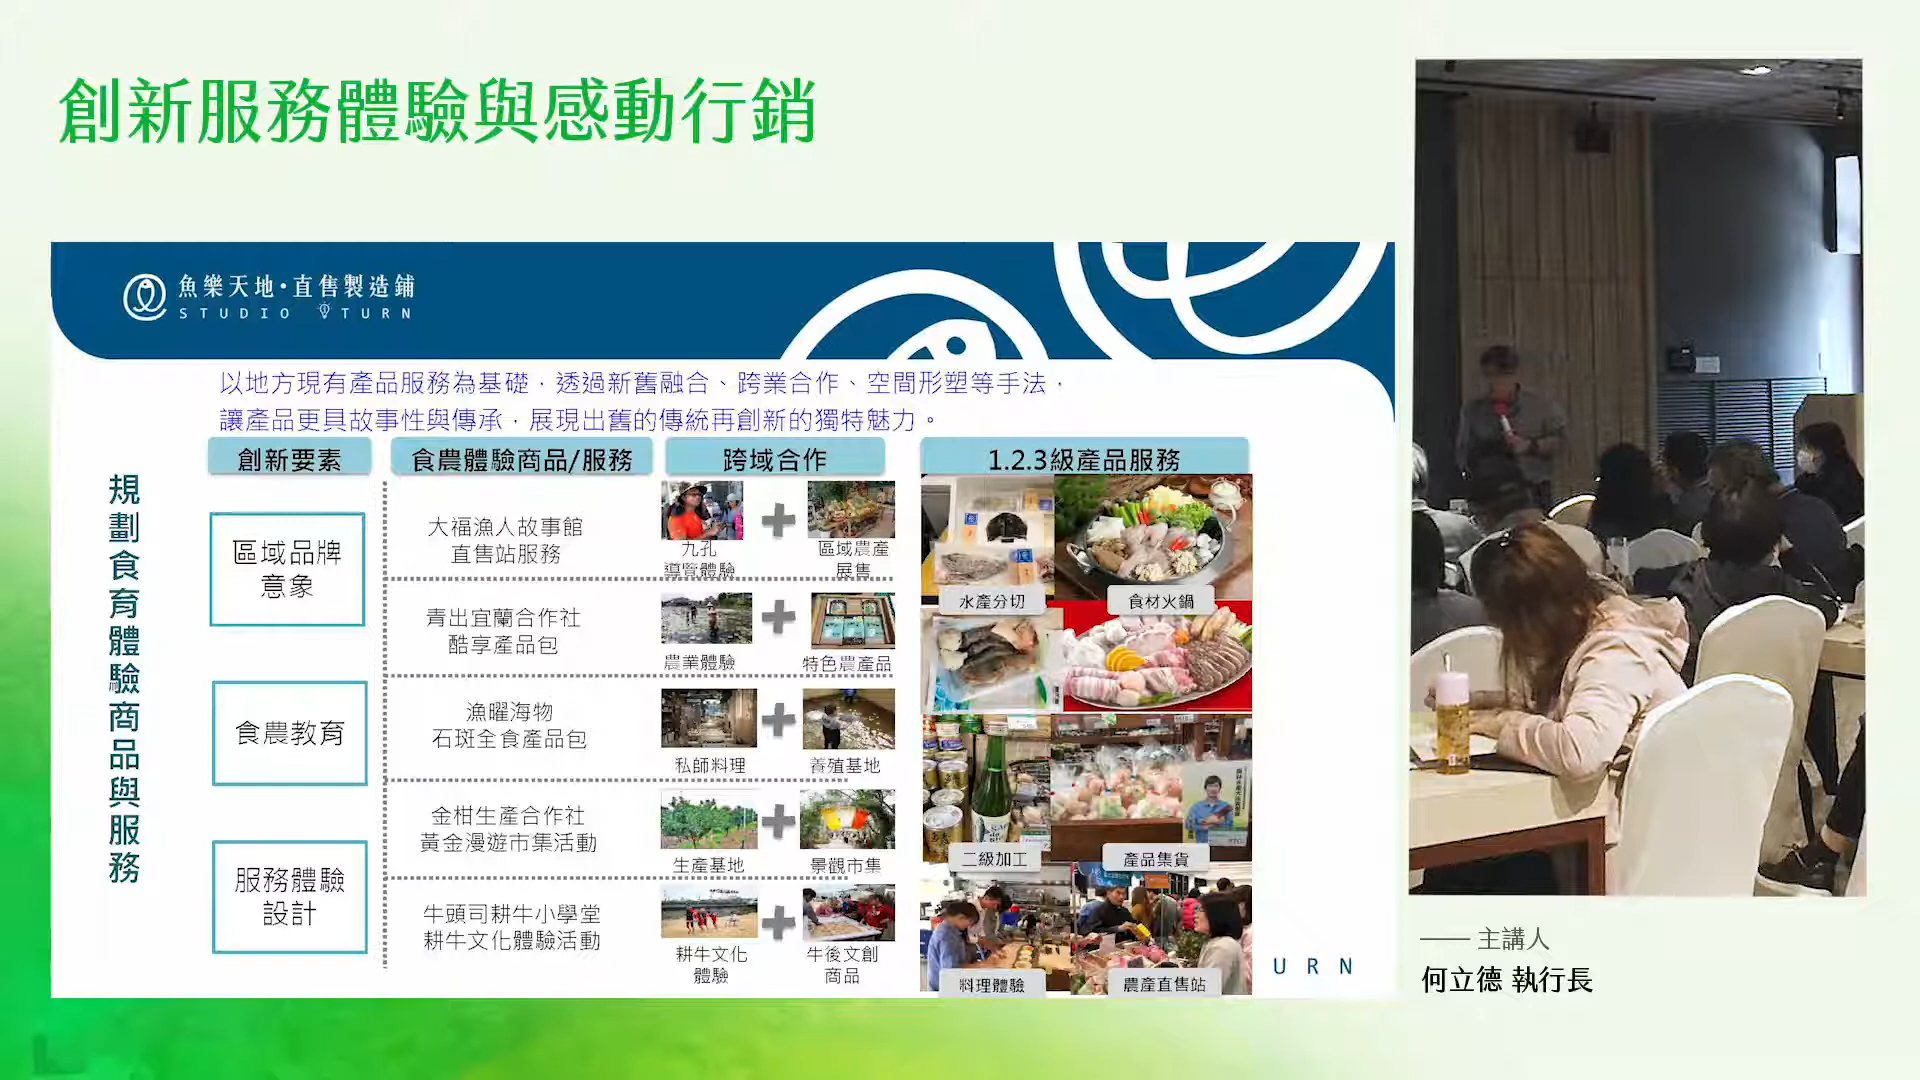 創新服務體驗與感動行銷
魚樂天地•直售製造鋪
STUDIO TURN
以地方現有產品服務為基礎，透過新舊融合、跨業合作、空間形塑等手法，
讓產品更具故事性與傳承，展現出舊的傳統再創新的獨特魅力。
規劃食育體驗商品與服務
創新要素
食農體驗商品/服務
跨域合作
1.2.3級產品服務
區域品牌
意象
食農教育
服務體驗
設計
大福漁人故事館
直售站服務
九孔
導覽體驗
區域農產
展售
青出宜蘭合作社
酷享產品包
農業體驗
特色農產品
漁曜海物
石斑全食產品包
私師料理
養殖基地
金柑生產合作社
黃金漫遊市集活動
生產基地
景觀市集
牛頭司耕牛小學堂
耕牛文化體驗活動
耕牛文化
體驗
牛後文創
商品
水產分切
食材火鍋
二級加工
產品集貨
料理體驗
農產直售站
URN
主講人
何立德 執行長